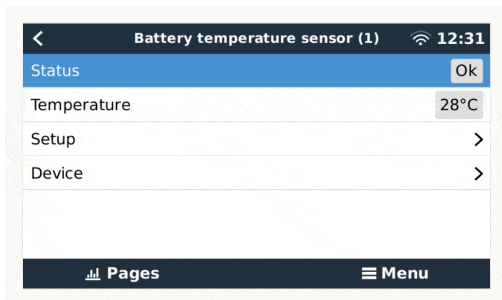 Battery temperature sensor (1) 12:31
Status Ok
Temperature 28°C
Setup
Device
Pages Menu